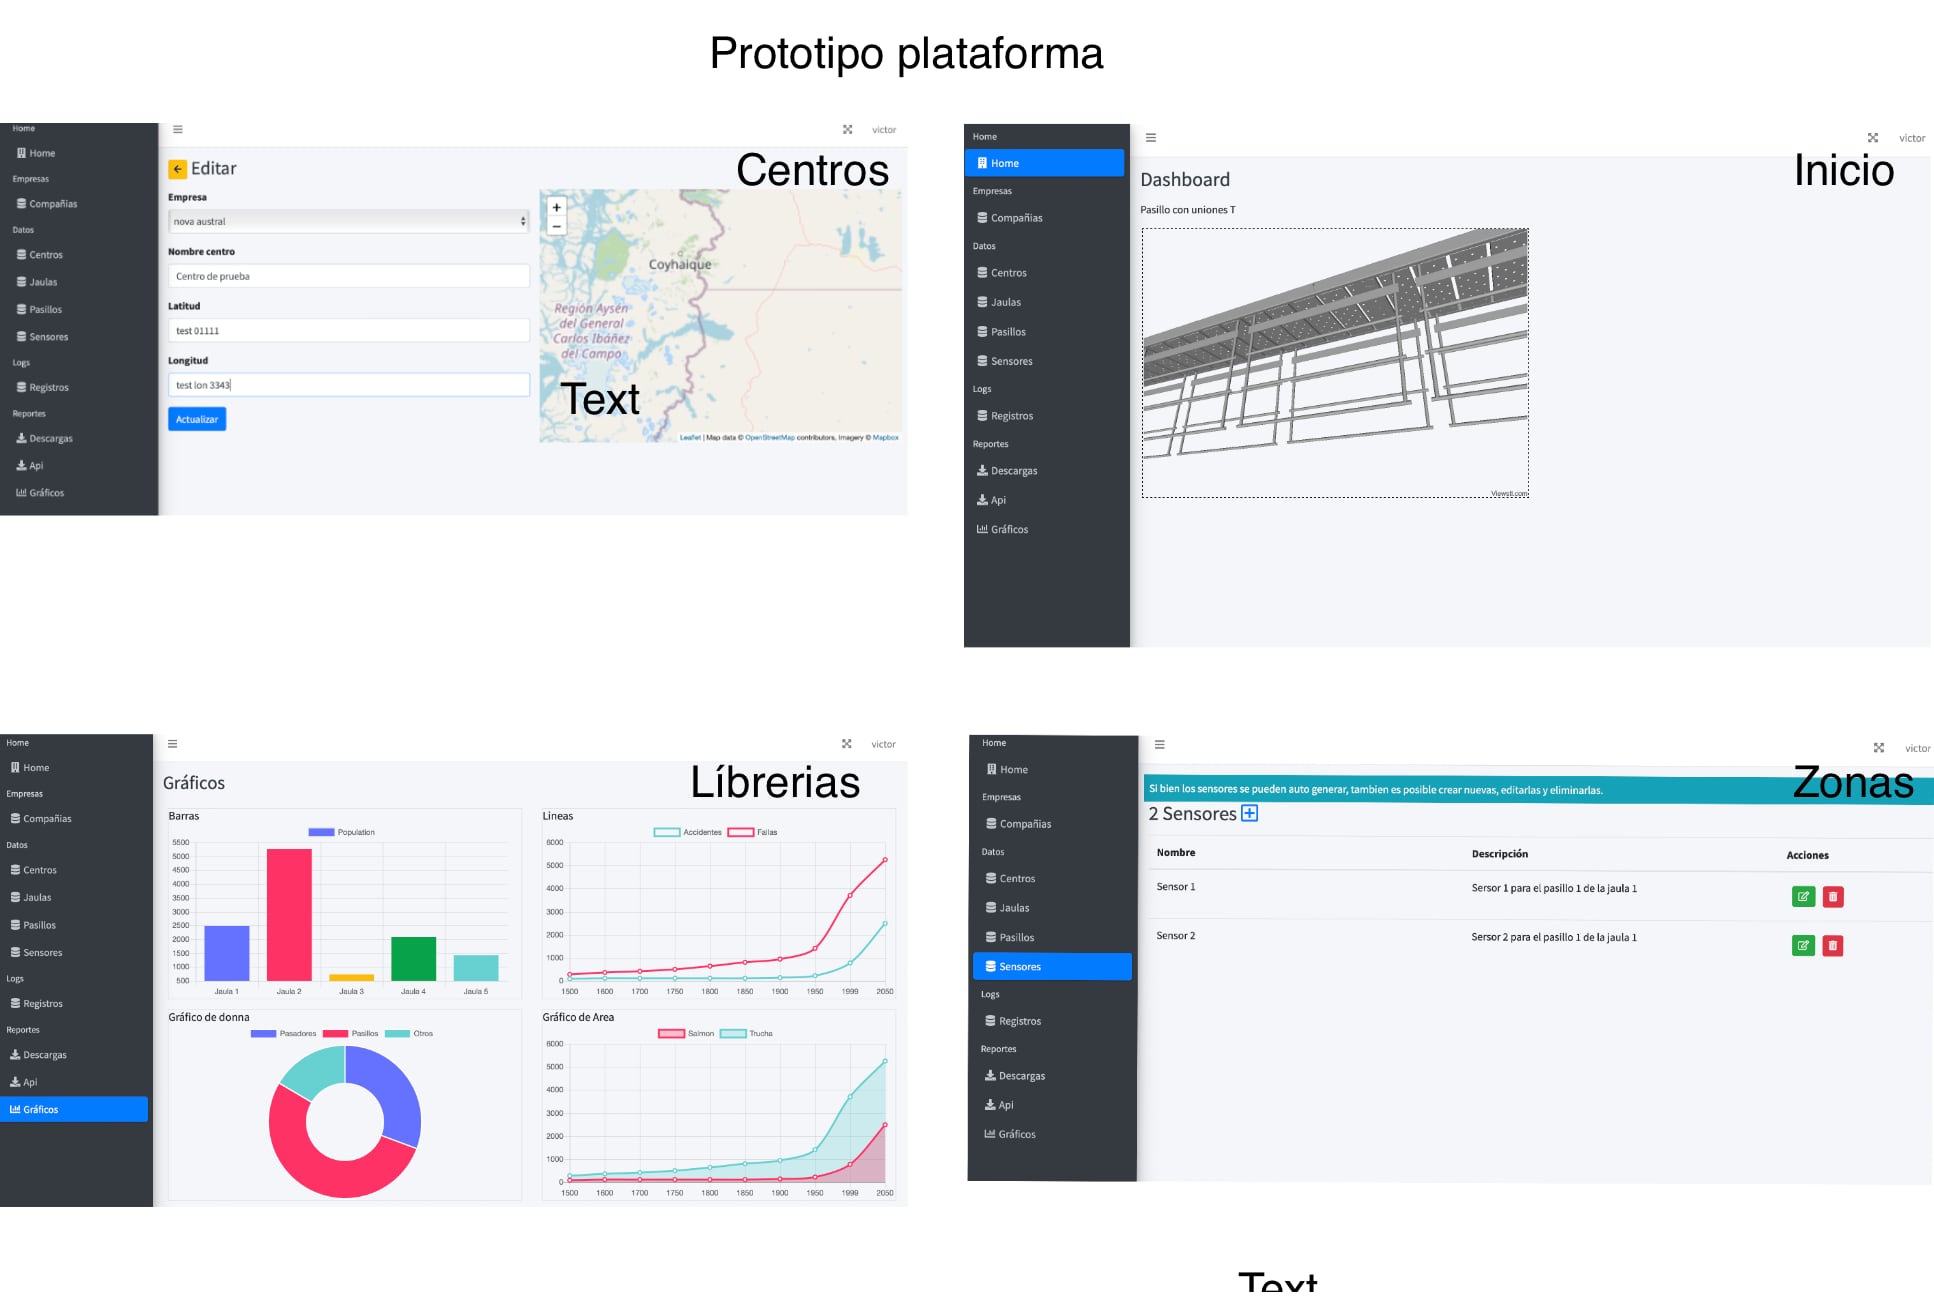 Prototipo plataforma
Home
victor
Centros
Home
Editar
Empresas
Empresa
Compañias
nova austral
Datos
Nombre centro
Centros
Centro de prueba
Jaulas
Latitud
Pasillos
test 01111
Sensores
Logs
Longitud
Registros
test lon 3343
Reportes
Actualizar
Descargas
Api
Gráficos
+
−
Coyhaique
Región Aysén
del General
Carlos Ibáñez
del Campo
Text
Leaflet | Map data © OpenStreetMap contributors, Imagery © Mapbox
Home
victor
Inicio
Home
Dashboard
Empresas
Pasillo con uniones T
Compañias
Datos
Centros
Jaulas
Pasillos
Sensores
Logs
Registros
Reportes
Descargas
Api
Gráficos
Viewstl.com
Home
victor
Líbrerias
Home
Gráficos
Empresas
Compañias
Datos
Centros
Jaulas
Pasillos
Sensores
Logs
Registros
Reportes
Descargas
Api
Gráficos
Barras
Population
5500
5000
4500
4000
3500
3000
2500
2000
1500
1000
500
Jaula 1 Jaula 2 Jaula 3 Jaula 4 Jaula 5
Lineas
Accidentes Fallas
6000
5000
4000
3000
2000
1000
0
1500 1600 1700 1750 1800 1850 1900 1950 1999 2050
Gráfico de donna
Pasadores Pasillos Otros
Gráfico de Area
Salmon Trucha
6000
5000
4000
3000
2000
1000
0
1500 1600 1700 1750 1800 1850 1900 1950 1999 2050
Home
victor
Zonas
Home
Empresas
Compañias
Datos
Centros
Jaulas
Pasillos
Sensores
Logs
Registros
Reportes
Descargas
Api
Gráficos
Si bien los sensores se pueden auto generar, tambien es posible crear nuevas, editarlas y eliminarlas.
2 Sensores
Nombre Descripción Acciones
Sensor 1 Sersor 1 para el pasillo 1 de la jaula 1
Sensor 2 Sersor 2 para el pasillo 1 de la jaula 1
Text